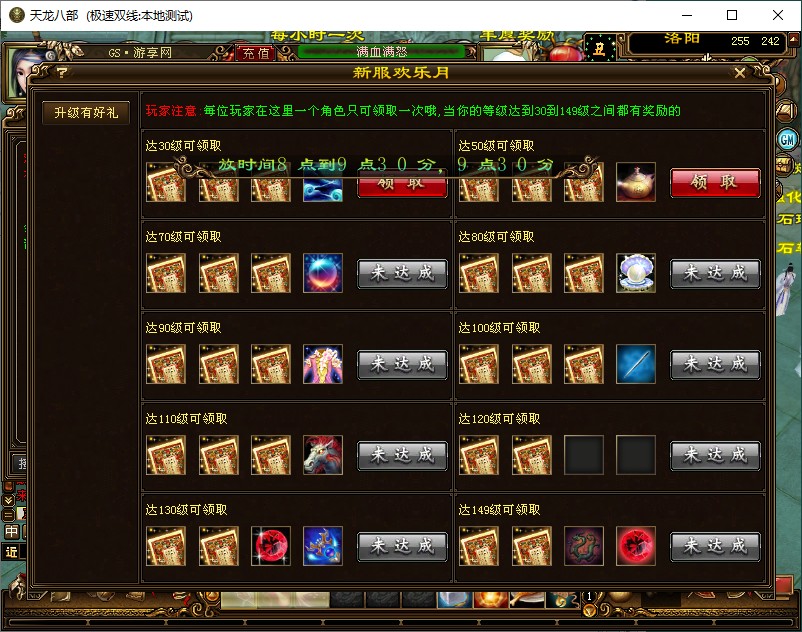 天龙八部 (极速双线:本地测试)
每小时一次
GS·游享网
充值
满血满怒
丑
洛阳
255 242
?
新服欢乐月
升级有好礼
玩家注意:每位玩家在这里一个角色只可领取一次哦,当你的等级达到30到149级之间都有奖励的
GM
达30级可领取
达50级可领取
放时间8 点到9 点30 分, 9 点30 分
领取
领取
达70级可领取
达80级可领取
未达成
未达成
达90级可领取
达100级可领取
未达成
未达成
达110级可领取
达120级可领取
未达成
未达成
达130级可领取
达149级可领取
未达成
未达成
近
1